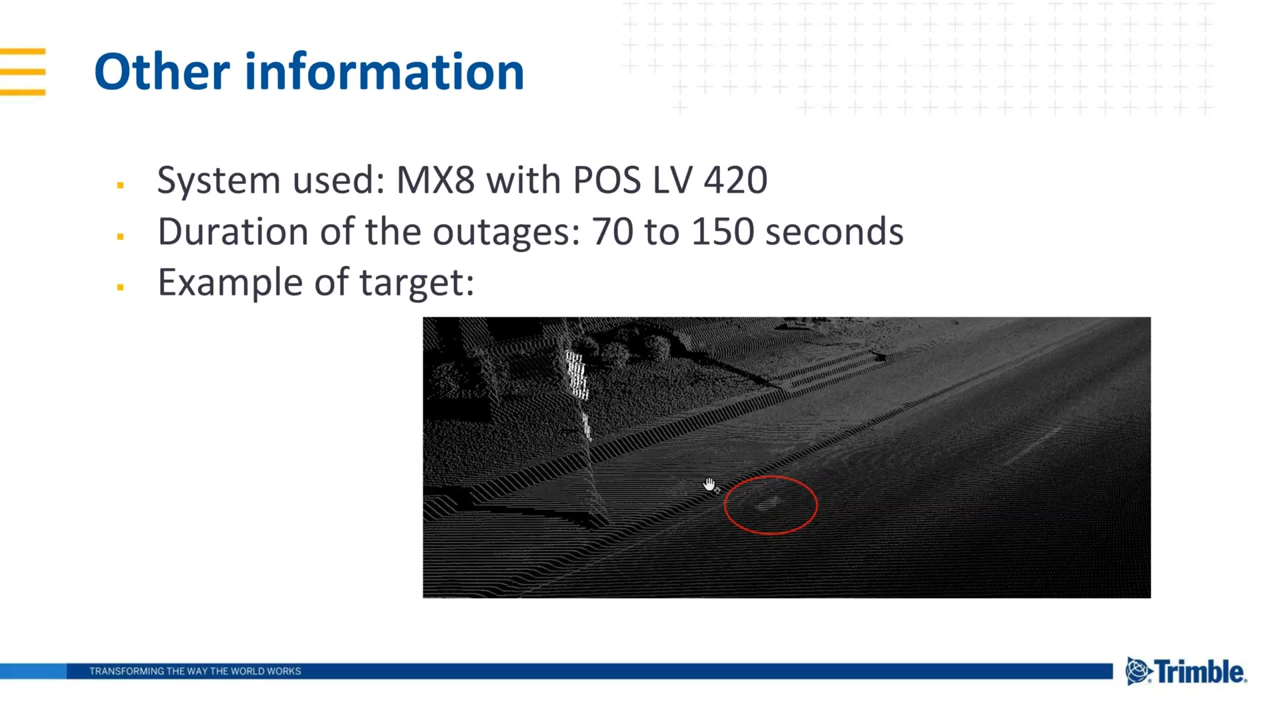 Other information
System used: MX8 with POS LV 420
Duration of the outages: 70 to 150 seconds
Example of target:
TRANSFORMING THE WAY THE WORLD WORKS
Trimble.